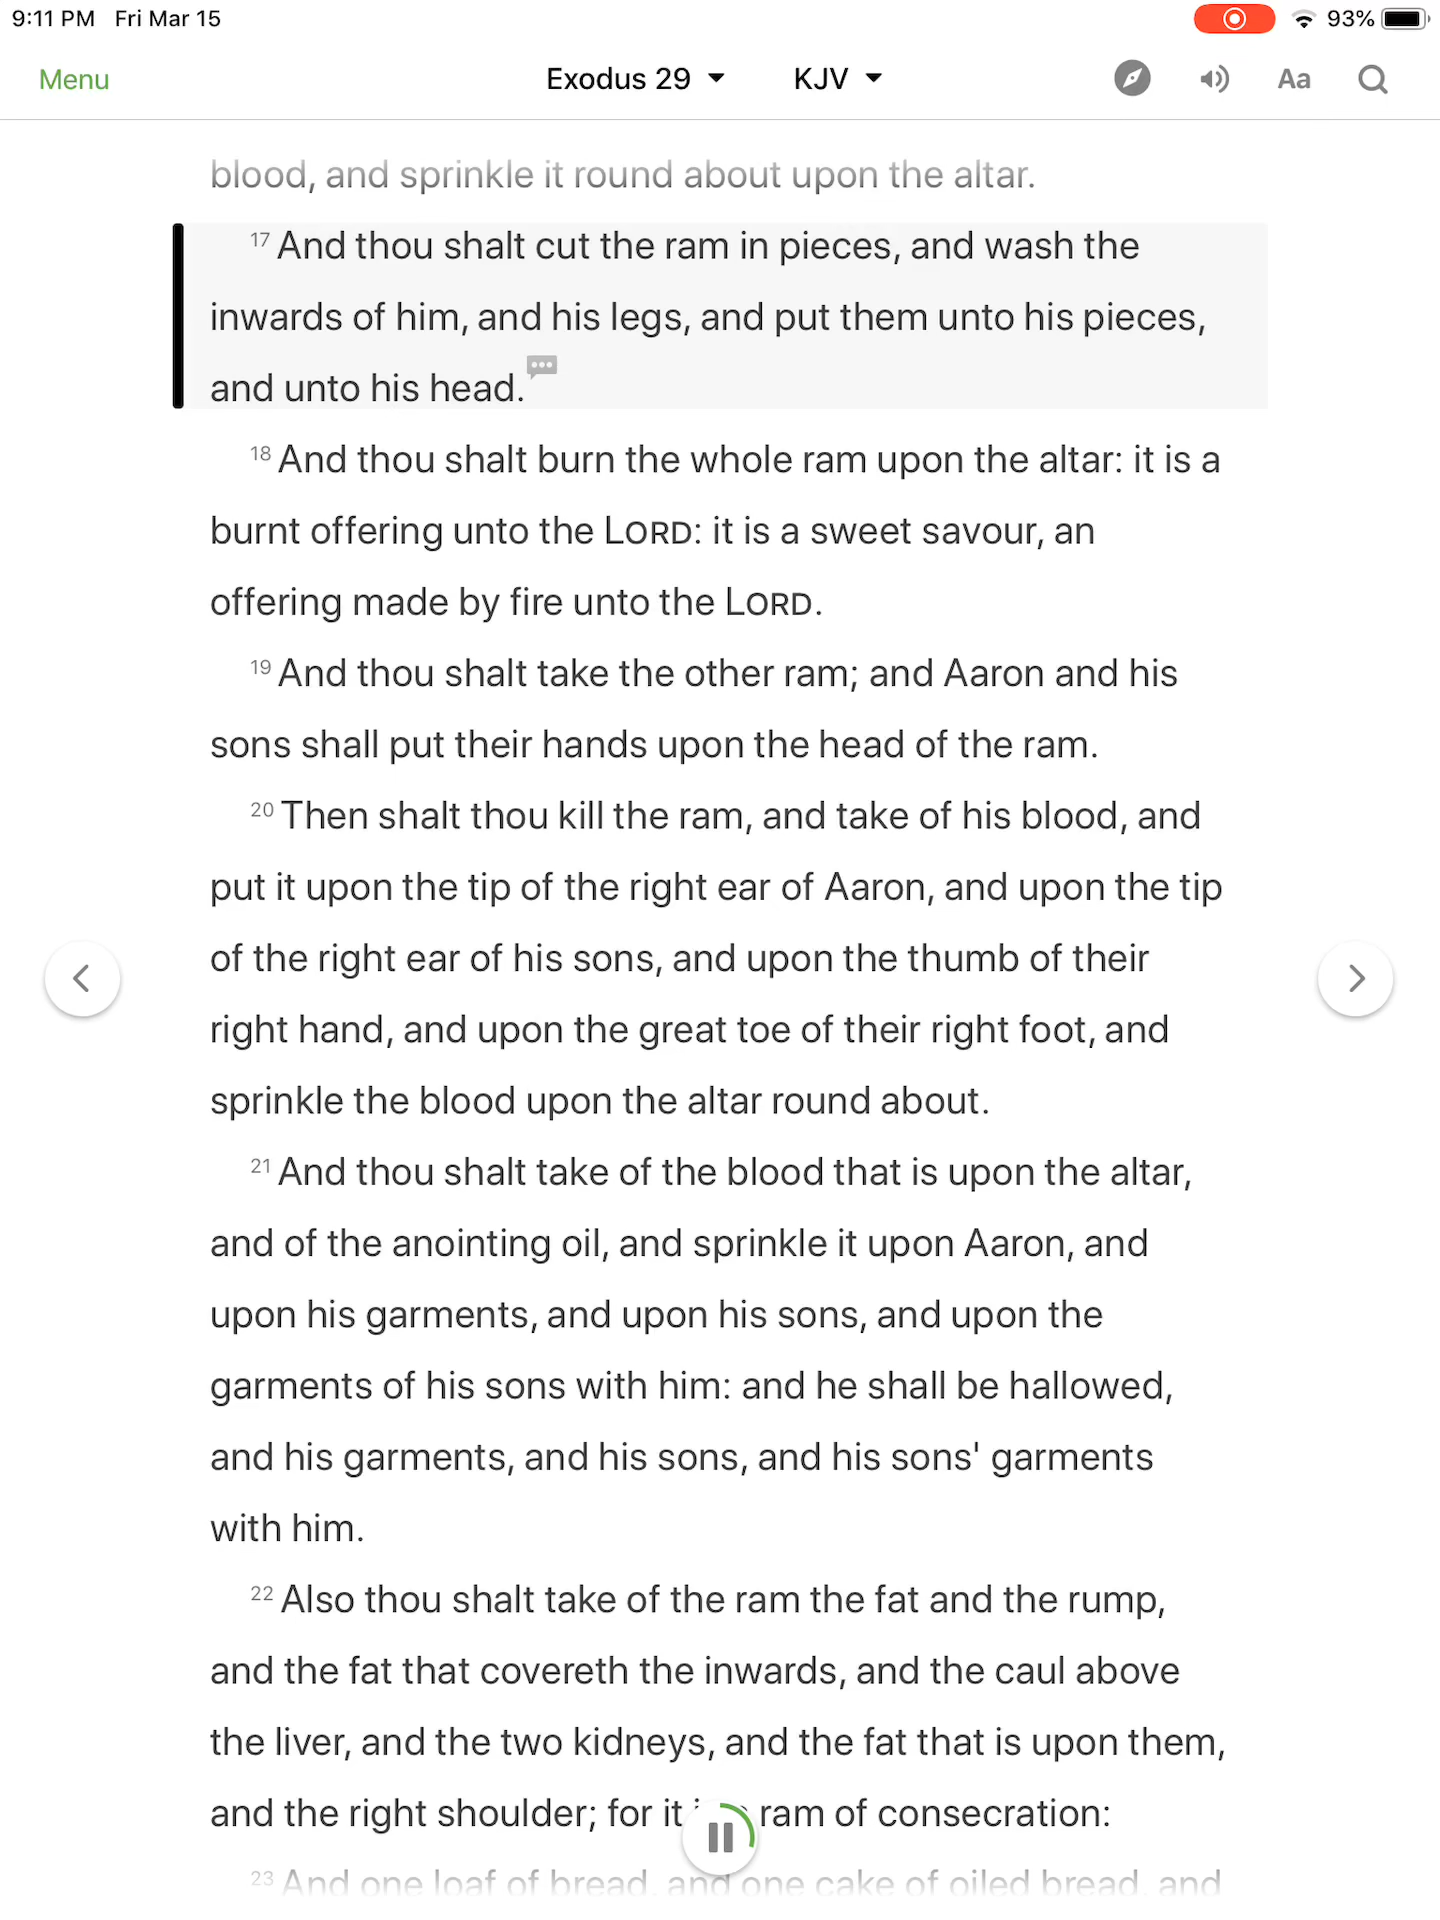 9:11 PM Fri Mar 15 93%
Menu Exodus 29 KJV Aa
blood, and sprinkle it round about upon the altar.
17 And thou shalt cut the ram in pieces, and wash the
inwards of him, and his legs, and put them unto his pieces,
and unto his head.
18 And thou shalt burn the whole ram upon the altar: it is a
burnt offering unto the LORD: it is a sweet savour, an
offering made by fire unto the LORD.
19 And thou shalt take the other ram; and Aaron and his
sons shall put their hands upon the head of the ram.
20 Then shalt thou kill the ram, and take of his blood, and
put it upon the tip of the right ear of Aaron, and upon the tip
of the right ear of his sons, and upon the thumb of their
right hand, and upon the great toe of their right foot, and
sprinkle the blood upon the altar round about.
21 And thou shalt take of the blood that is upon the altar,
and of the anointing oil, and sprinkle it upon Aaron, and
upon his garments, and upon his sons, and upon the
garments of his sons with him: and he shall be hallowed,
and his garments, and his sons, and his sons' garments
with him.
22 Also thou shalt take of the ram the fat and the rump,
and the fat that covereth the inwards, and the caul above
the liver, and the two kidneys, and the fat that is upon them,
and the right shoulder; for it ram of consecration:
23 And one loaf of bread, and one cake of oiled bread, and